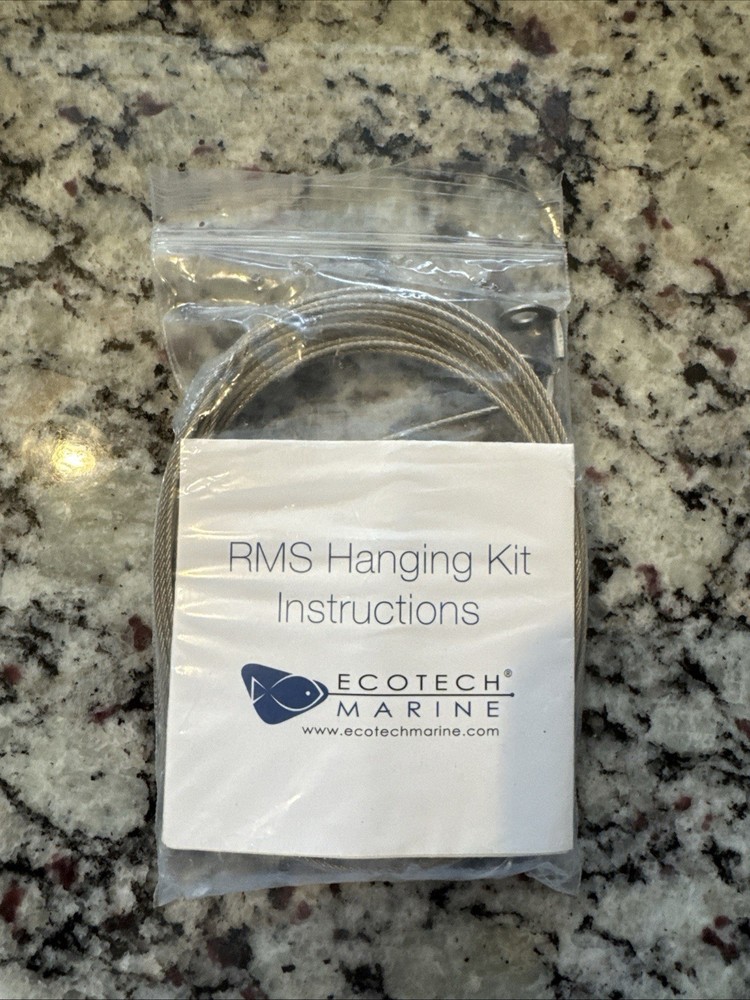 RMS Hanging Kit
Instructions
ECOTECH®
MARINE
www.ecotechmarine.com